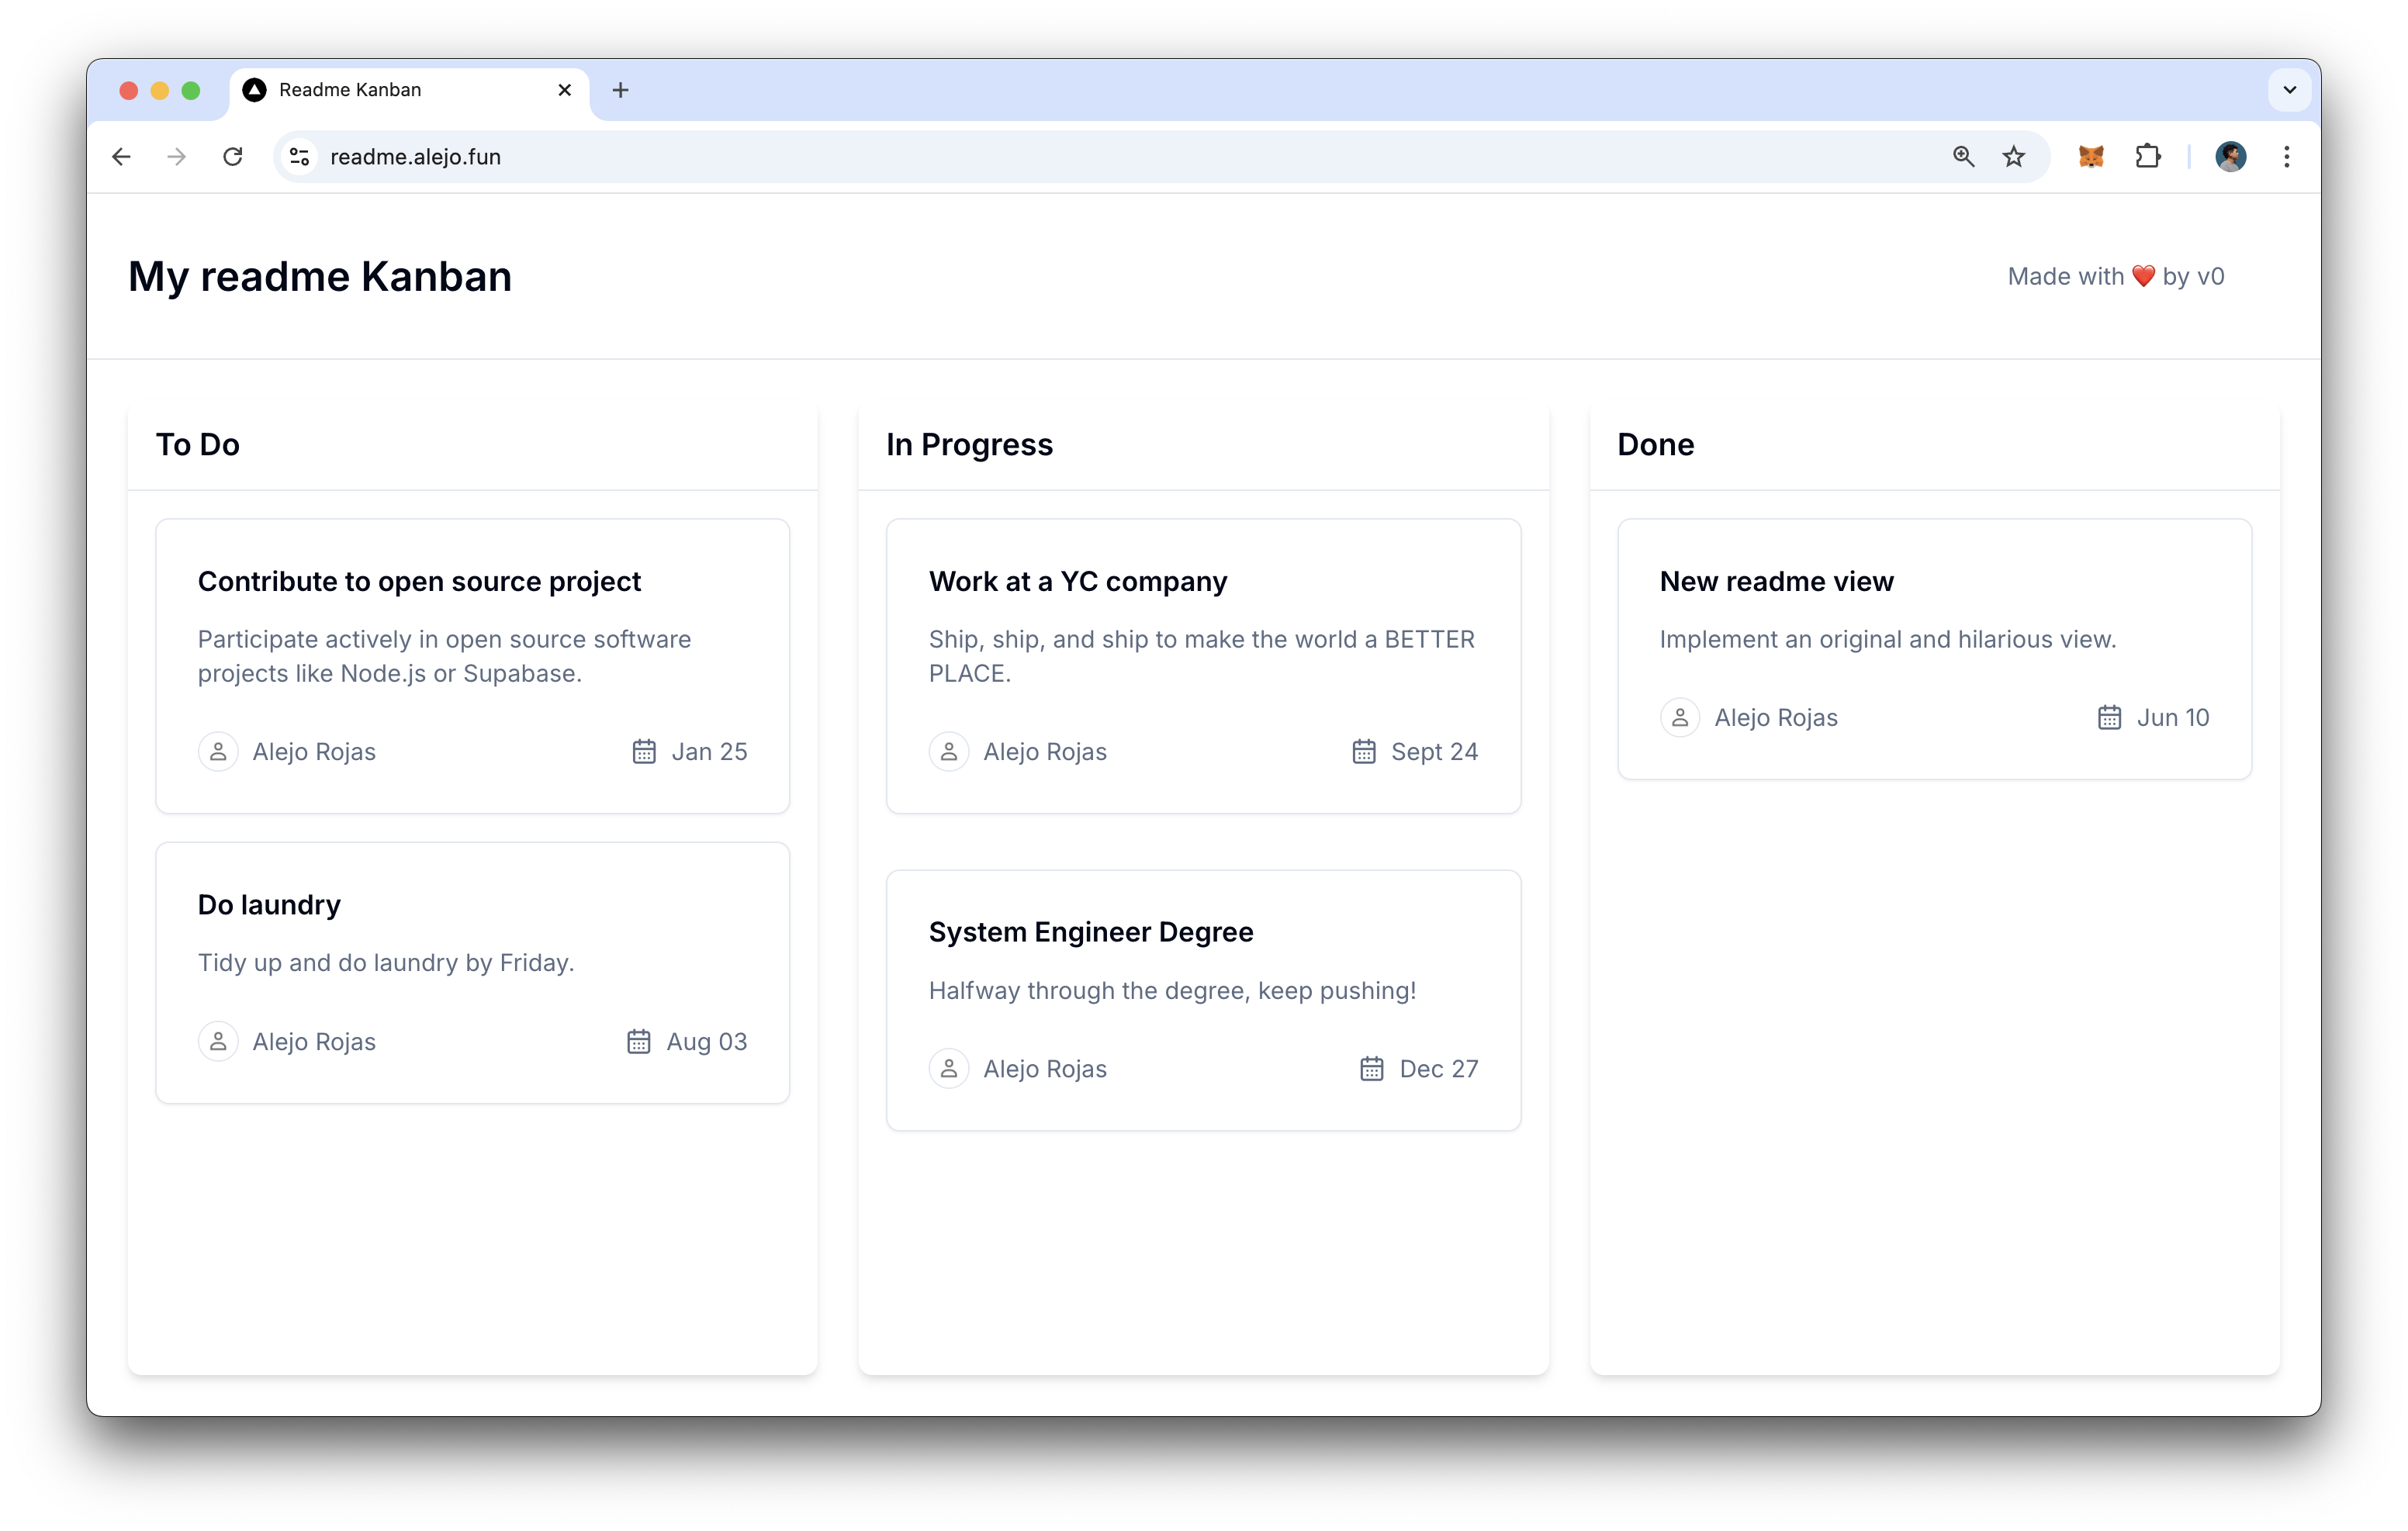 Readme Kanban
readme.alejo.fun
My readme Kanban
Made with ❤️ by v0
To Do
Contribute to open source project
Participate actively in open source software
projects like Node.js or Supabase.
Alejo Rojas
Jan 25
Do laundry
Tidy up and do laundry by Friday.
Alejo Rojas
Aug 03
In Progress
Work at a YC company
Ship, ship, and ship to make the world a BETTER
PLACE.
Alejo Rojas
Sept 24
System Engineer Degree
Halfway through the degree, keep pushing!
Alejo Rojas
Dec 27
Done
New readme view
Implement an original and hilarious view.
Alejo Rojas
Jun 10